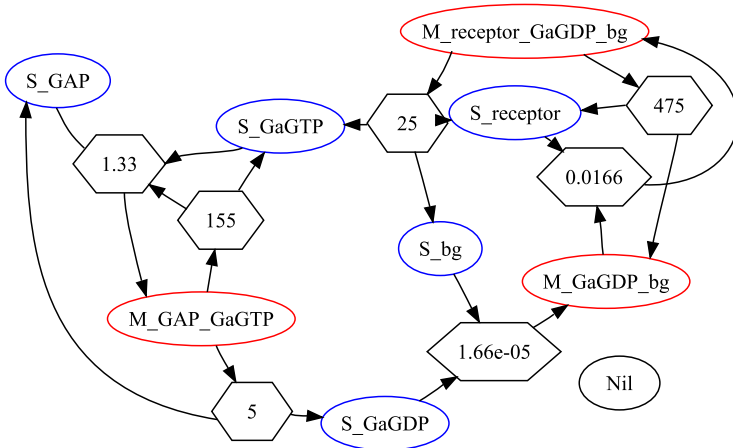 M_receptor_GaGDP_bg
S_GAP
475
S_receptor
25
S_GaGTP
1.33
0.0166
155
S_bg
M_GaGDP_bg
M_GAP_GaGTP
1.66e-05
Nil
5
S_GaGDP